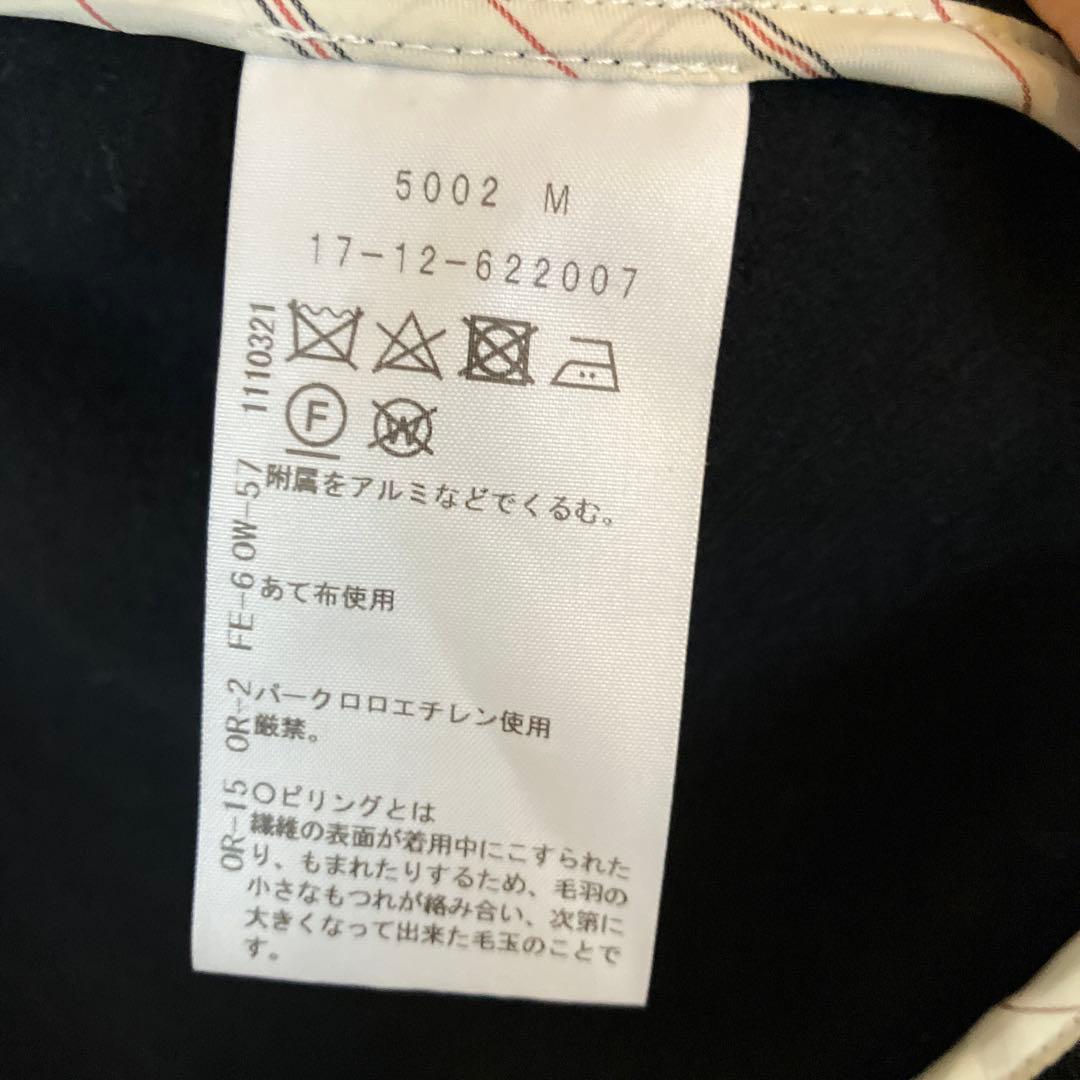 5002 M
17-12-622007
F
W
附属をアルミなどでくるむ。
あて布使用
パークロロエチレン使用
厳禁。
○ピリングとは
繊維の表面が着用中にこすられた
り、もまれたりするため、毛羽の
小さなもつれが絡み合い、次第に
大きくなって出来た毛玉のことで
す。
OR-15 OR-2 FE-6 OW-57 1110321